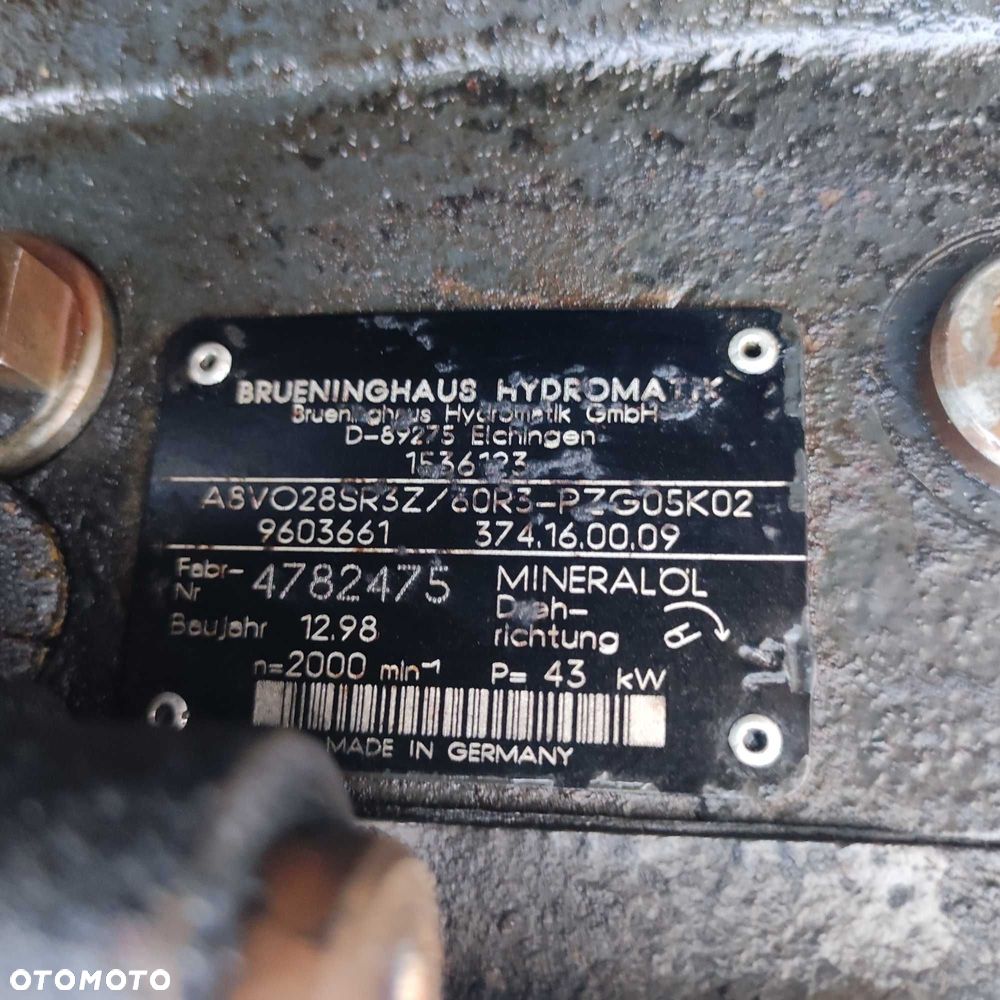 BRUENINGHAUS HYDROMATIK
Brueninghaus Hydromatik GmbH
D-89275 Elchingen
1536123
A8VO28SR3Z/60R3-PZG05K02
9603661 374.16.00.09
Fabr-Nr 4782475 MINERALÖL
Baujahr 12.98 Dreh-richtung
n=2000 min⁻¹ P= 43 kW
MADE IN GERMANY
OTOMOTO